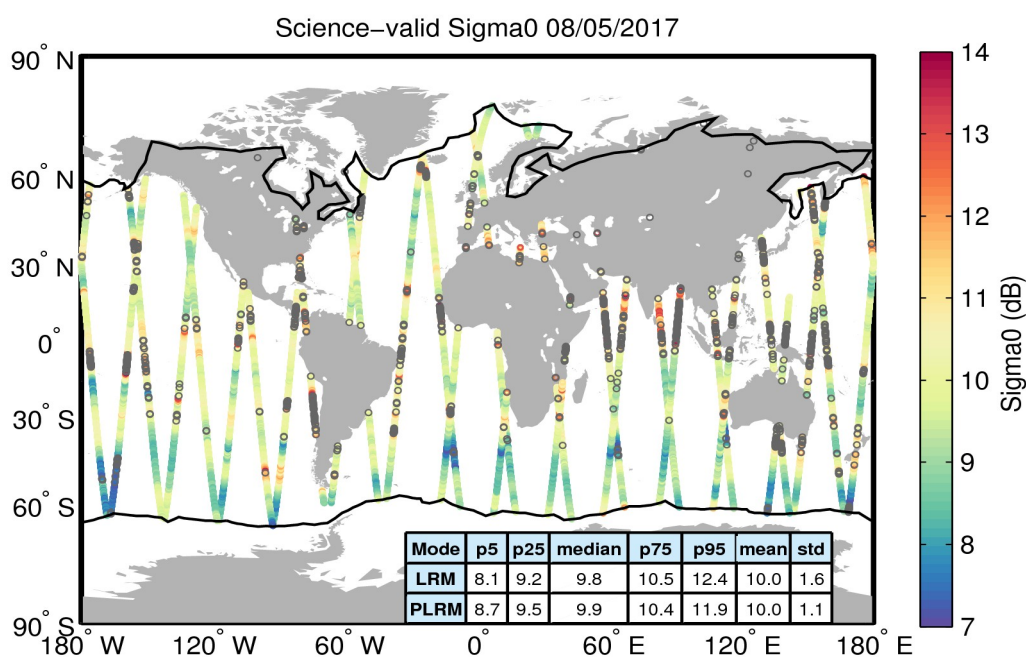 Science−valid Sigma0 08/05/2017
90° N
60° N
30° N
0°
30° S
60° S
90° S
180° W
120° W
60° W
0°
60° E
120° E
180° E
14
13
12
11
10
9
8
7
Sigma0 (dB)
Mode p5 p25 median p75 p95 mean std
LRM 8.1 9.2 9.8 10.5 12.4 10.0 1.6
PLRM 8.7 9.5 9.9 10.4 11.9 10.0 1.1